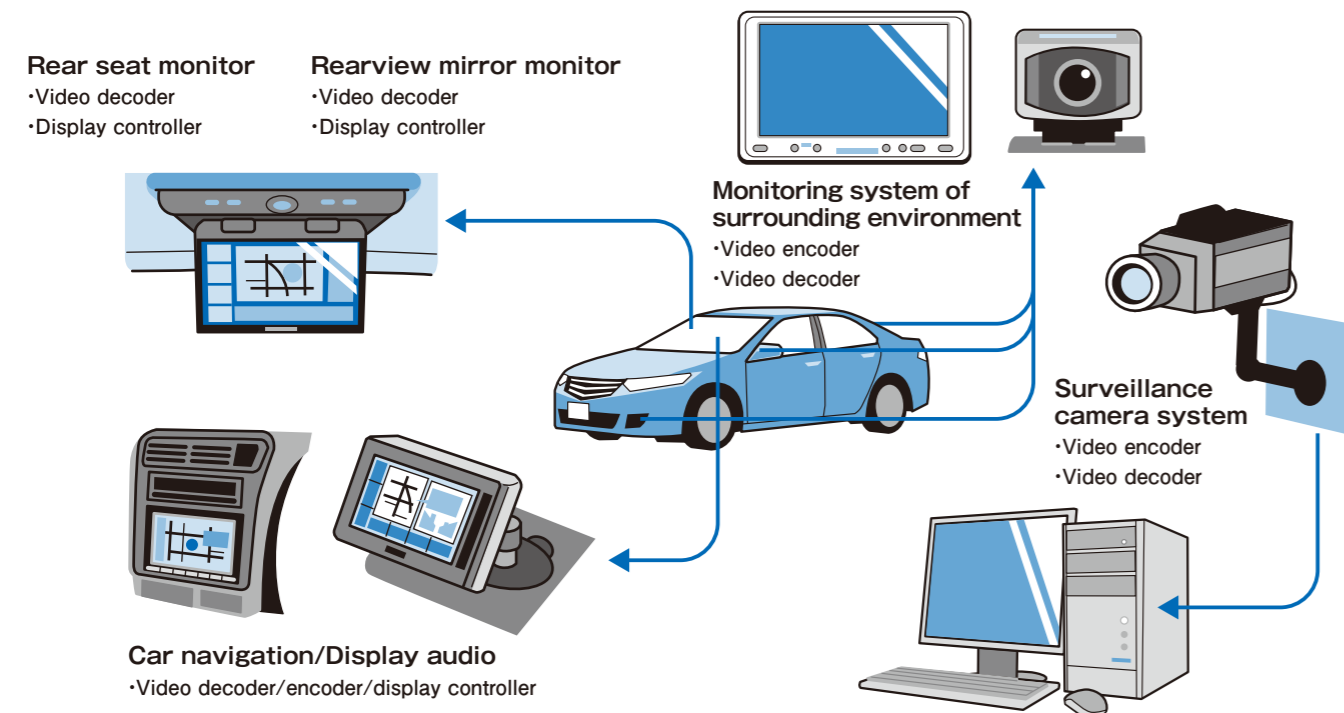 Rear seat monitor
・Video decoder
・Display controller
Rearview mirror monitor
・Video decoder
・Display controller
Monitoring system of
surrounding environment
・Video encoder
・Video decoder
Surveillance
camera system
・Video encoder
・Video decoder
Car navigation/Display audio
・Video decoder/encoder/display controller